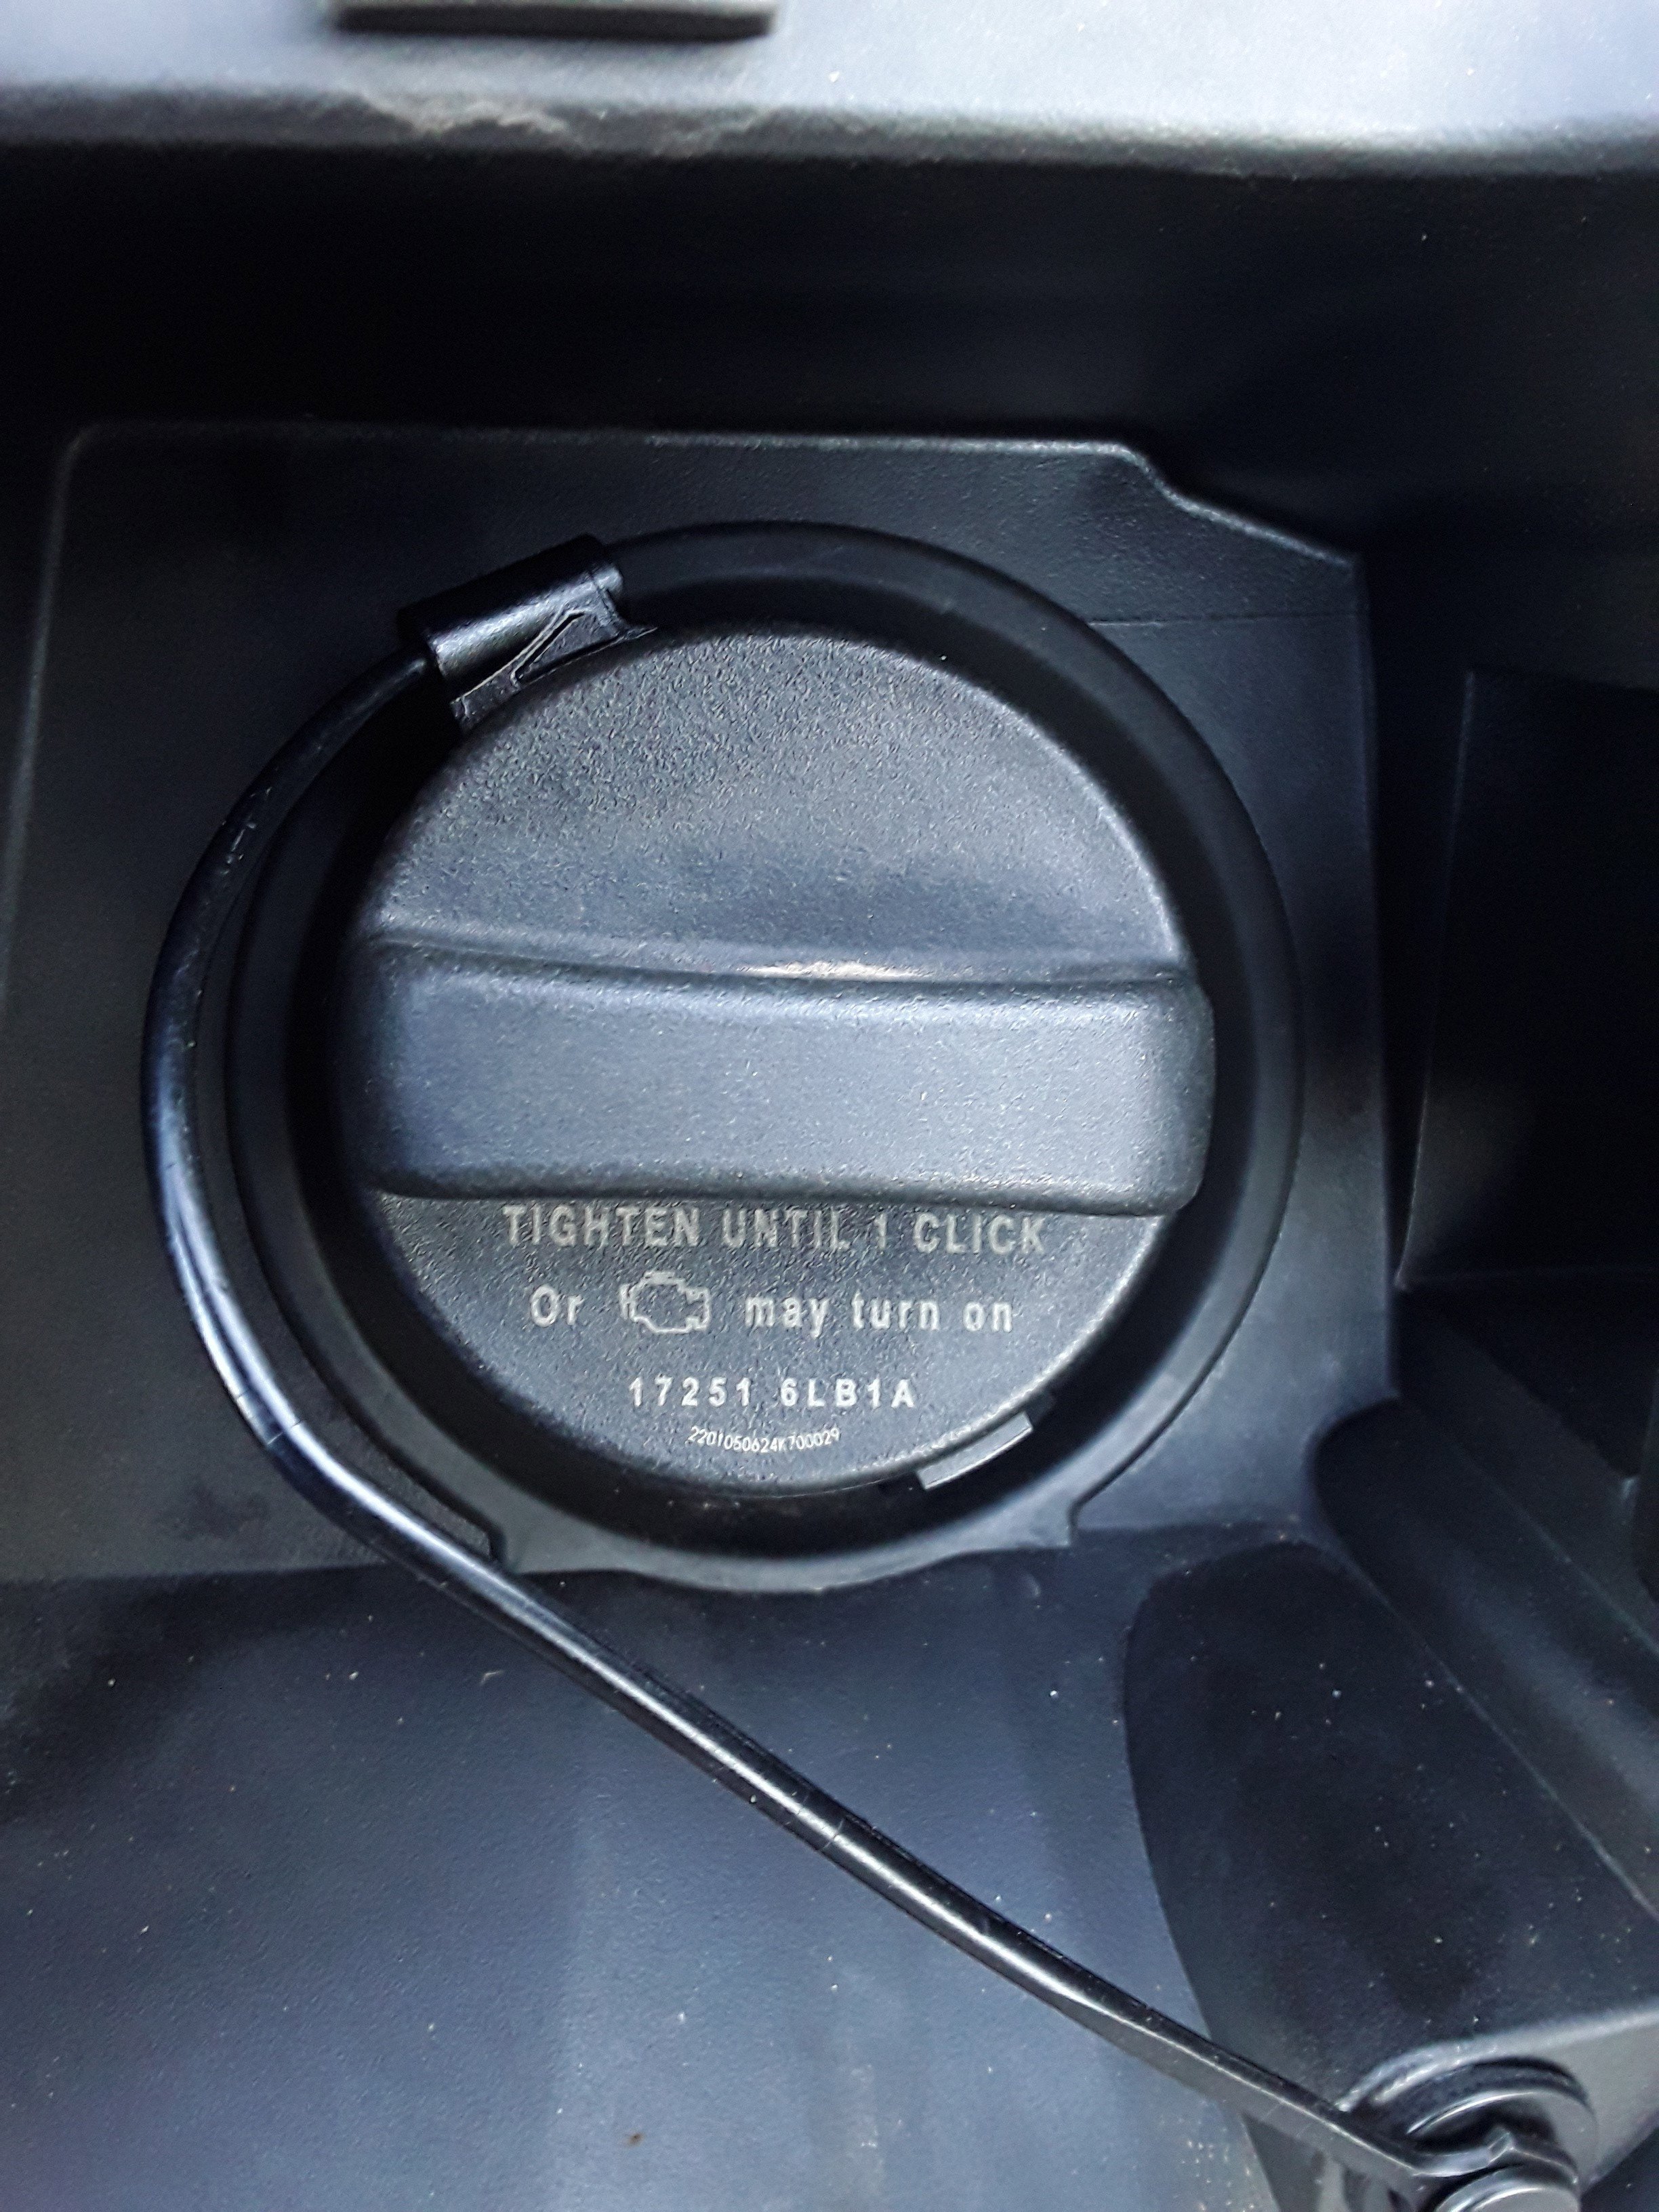 TIGHTEN UNTIL 1 CLICK
Or may turn on
17251 6LB1A
2201050624K700029